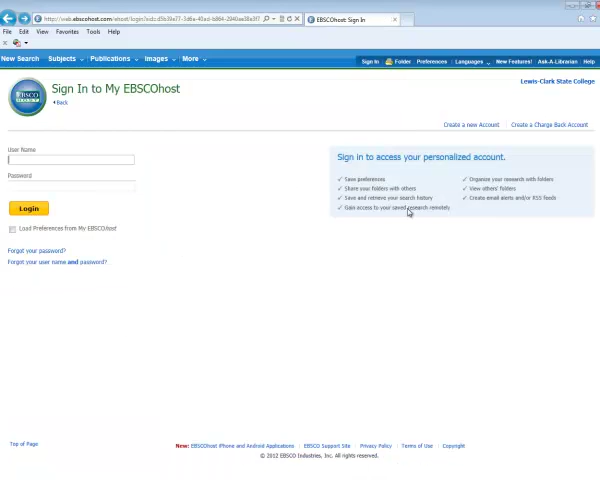 http://web.ebscohost.com/ehost/login?sid=
EBSCOhost: Sign In
File Edit View Favorites Tools Help
New Search Subjects Publications Images More Sign In Folder Preferences Languages New Features! Ask-A-Librarian Help
EBSCO HOST Sign In to My EBSCOhost
Back
Lewis-Clark State College
Create a new Account Create a Charge Back Account
User Name
Password
Login
Load Preferences from My EBSCOhost
Forgot your password?
Forgot your user name and password?
Sign in to access your personalized account.
Save preferences Organize your research with folders
Share your folders with others View others' folders
Save and retrieve your search history Create email alerts and/or RSS feeds
Gain access to your saved research remotely
Top of Page
New: EBSCOhost iPhone and Android Applications EBSCO Support Site Privacy Policy Terms of Use Copyright
© 2012 EBSCO Industries, Inc. All rights reserved.